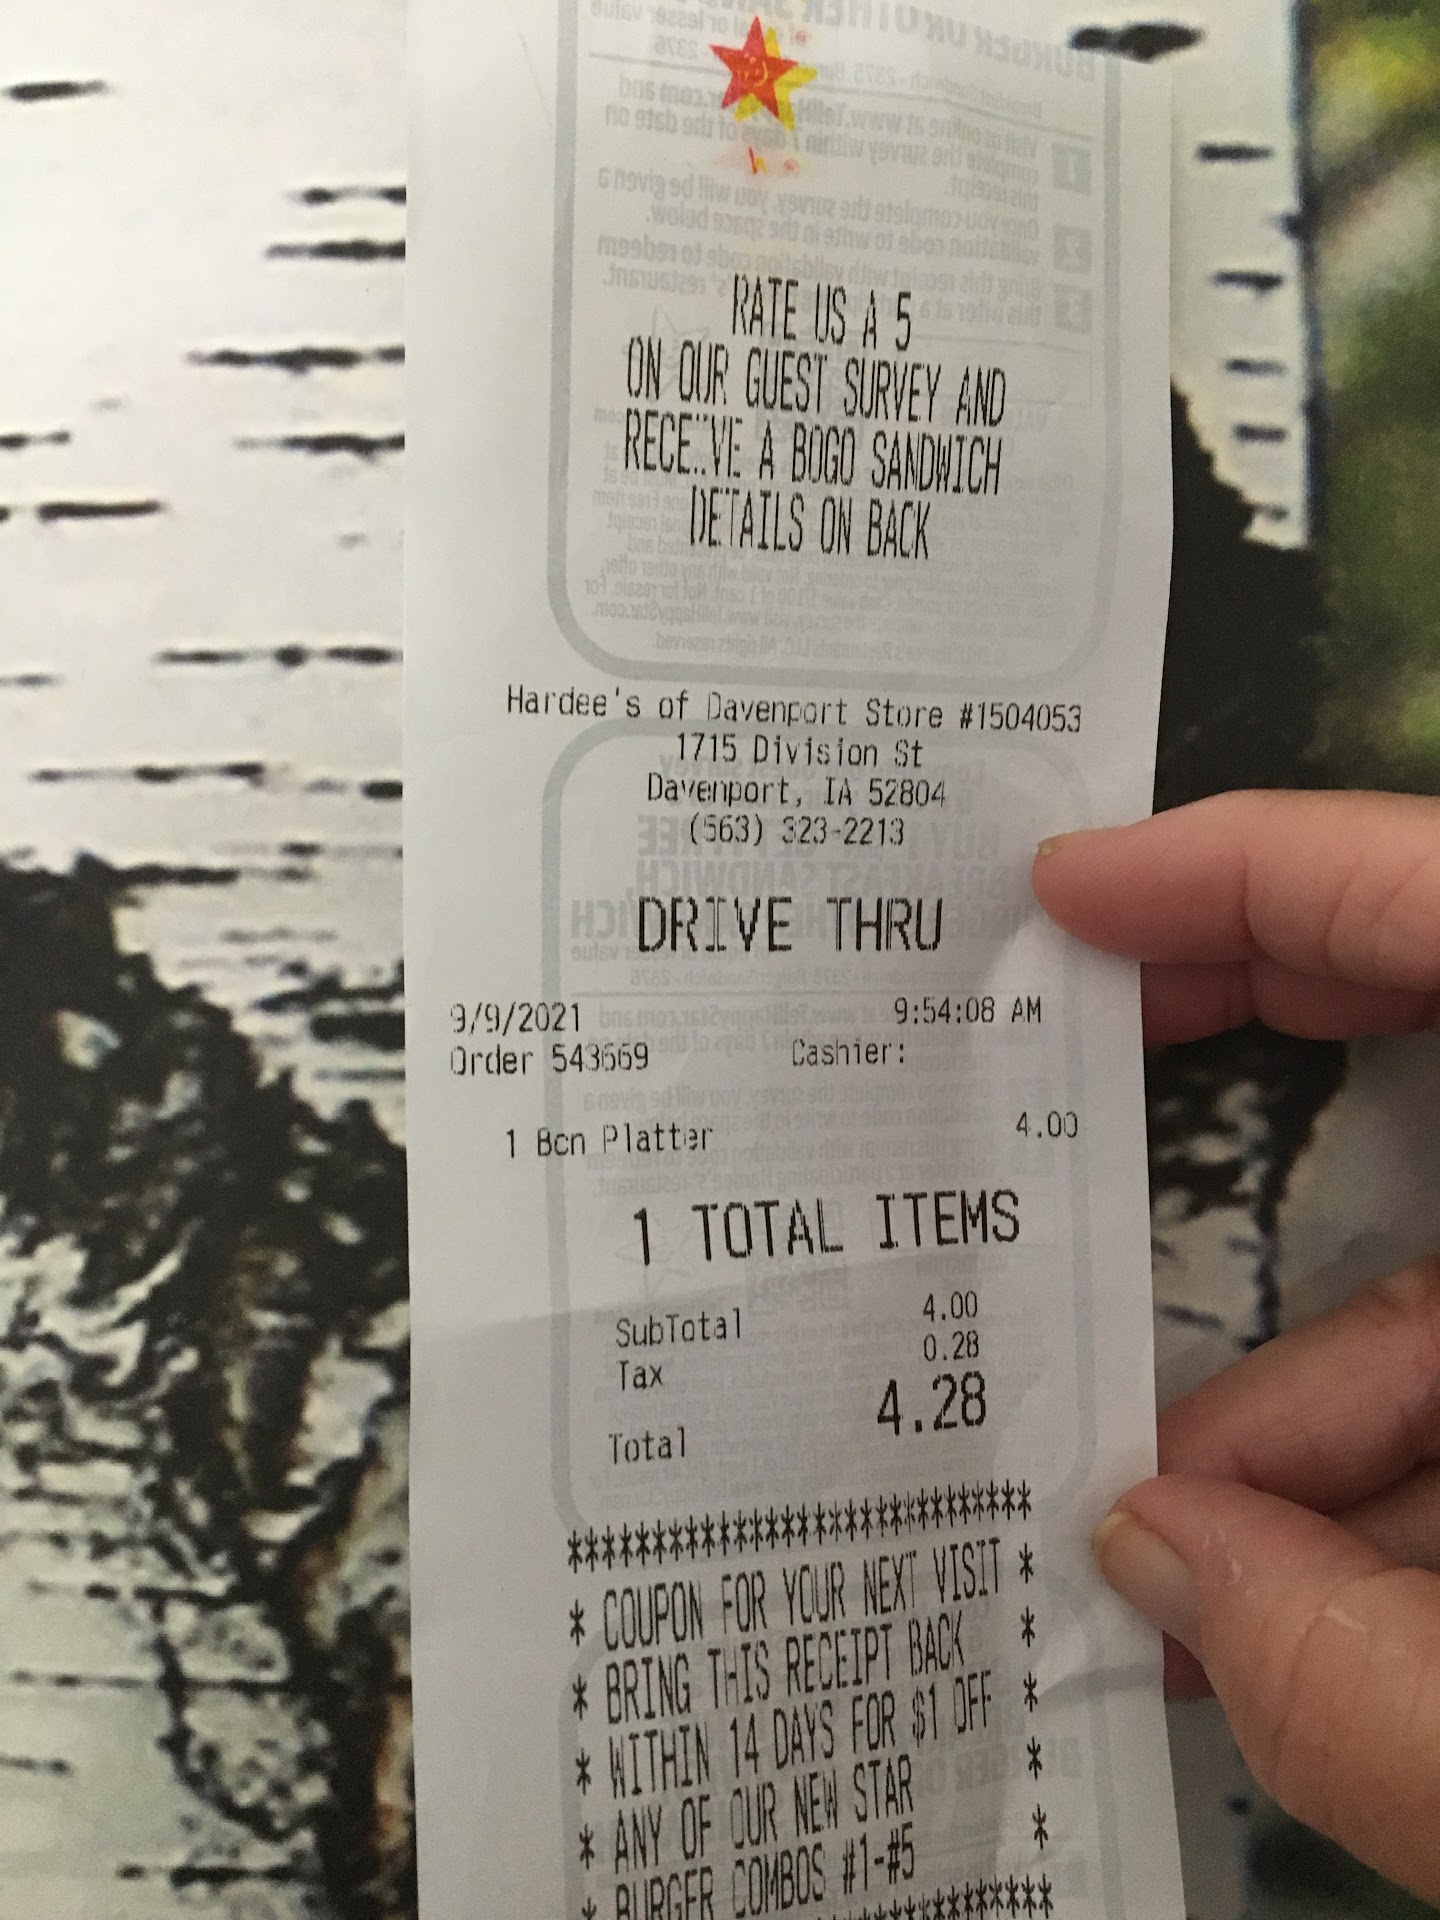 RATE US A 5
ON OUR GUEST SURVEY AND
RECEIVE A BOGO SANDWICH
DETAILS ON BACK
Hardee's of Davenport Store #1504053
1715 Division St
Davenport, IA 52804
(563) 323-2213
DRIVE THRU
9/9/2021 9:54:08 AM
Order 543669 Cashier:
1 Bcn Platter 4.00
1 TOTAL ITEMS
SubTotal 4.00
Tax 0.28
Total 4.28
***************************
* COUPON FOR YOUR NEXT VISIT *
* BRING THIS RECEIPT BACK *
* WITHIN 14 DAYS FOR $1 OFF *
* ANY OF OUR NEW STAR *
* BURGER COMBOS #1-#5 *